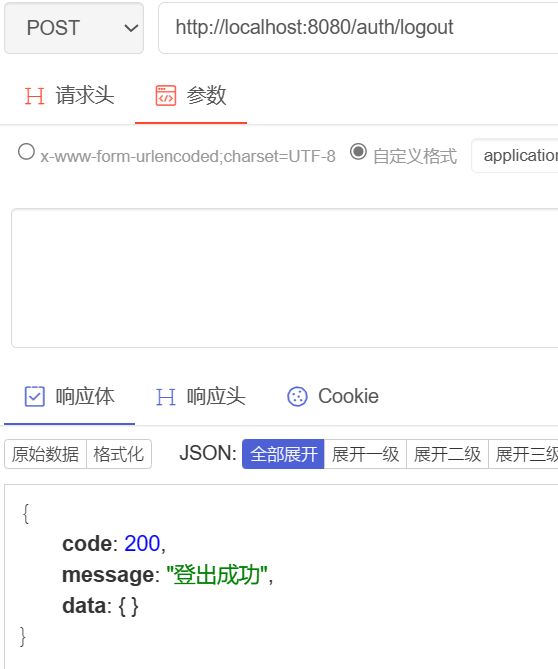 POST http://localhost:8080/auth/logout
请求头 参数
x-www-form-urlencoded;charset=UTF-8 自定义格式 application
响应体 响应头 Cookie
原始数据 格式化 JSON: 全部展开 展开一级 展开二级 展开三级
{
code: 200,
message: "登出成功",
data: { }
}